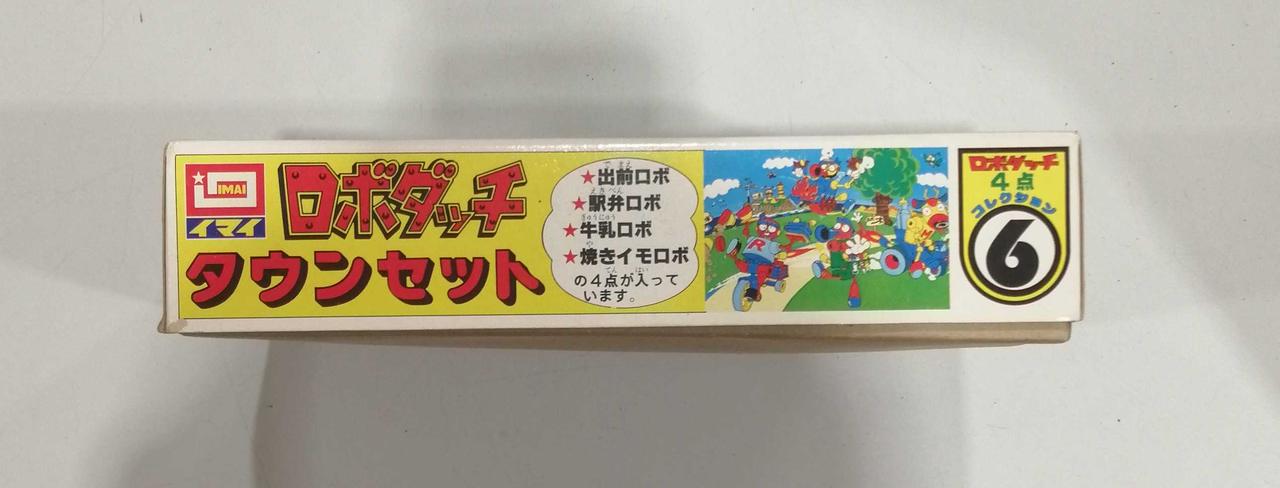 IMAI
イマイ
ロボダッチ
タウンセット
でまえ
★出前ロボ
えきべん
★駅弁ロボ
ぎゅうにゅう
★牛乳ロボ
や
★焼きイモロボ
てん はい
の4点が入って
います。
R
ロボダッチ
4点
コレクション
6